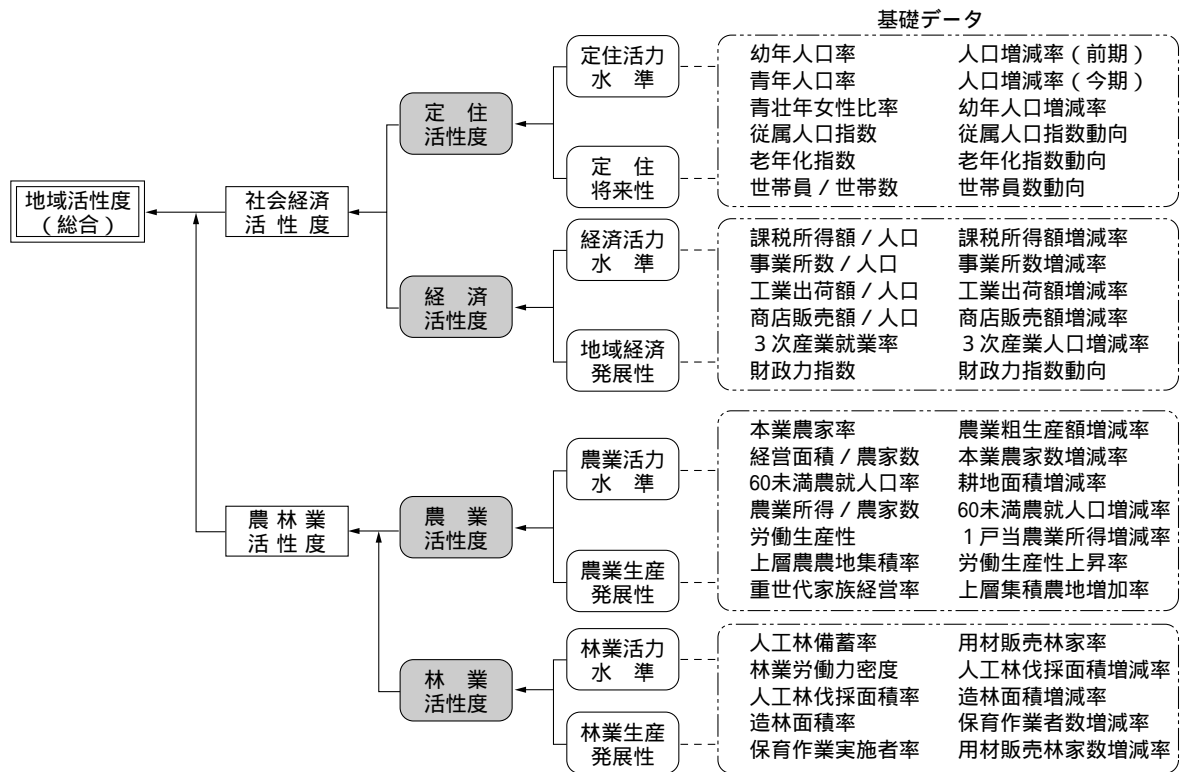 基礎データ
地域活性度
(総合)
社会経済
活 性 度
農 林 業
活 性 度
定 住
活性度
経 済
活性度
農 業
活性度
林 業
活性度
定住活力
水 準
定 住
将来性
経済活力
水 準
地域経済
発展性
農業活力
水 準
農業生産
発展性
林業活力
水 準
林業生産
発展性
幼年人口率 人口増減率(前期)
青年人口率 人口増減率(今期)
青壮年女性比率 幼年人口増減率
従属人口指数 従属人口指数動向
老年化指数 老年化指数動向
世帯員/世帯数 世帯員数動向
課税所得額/人口 課税所得額増減率
事業所数/人口 事業所数増減率
工業出荷額/人口 工業出荷額増減率
商店販売額/人口 商店販売額増減率
3次産業就業率 3次産業人口増減率
財政力指数 財政力指数動向
本業農家率 農業粗生産額増減率
経営面積/農家数 本業農家数増減率
60未満農就人口率 耕地面積増減率
農業所得/農家数 60未満農就人口増減率
労働生産性 1戸当農業所得増減率
上層農農地集積率 労働生産性上昇率
重世代家族経営率 上層集積農地増加率
人工林備蓄率 用材販売林家率
林業労働力密度 人工林伐採面積増減率
人工林伐採面積率 造林面積増減率
造林面積率 保育作業者数増減率
保育作業実施者率 用材販売林家数増減率